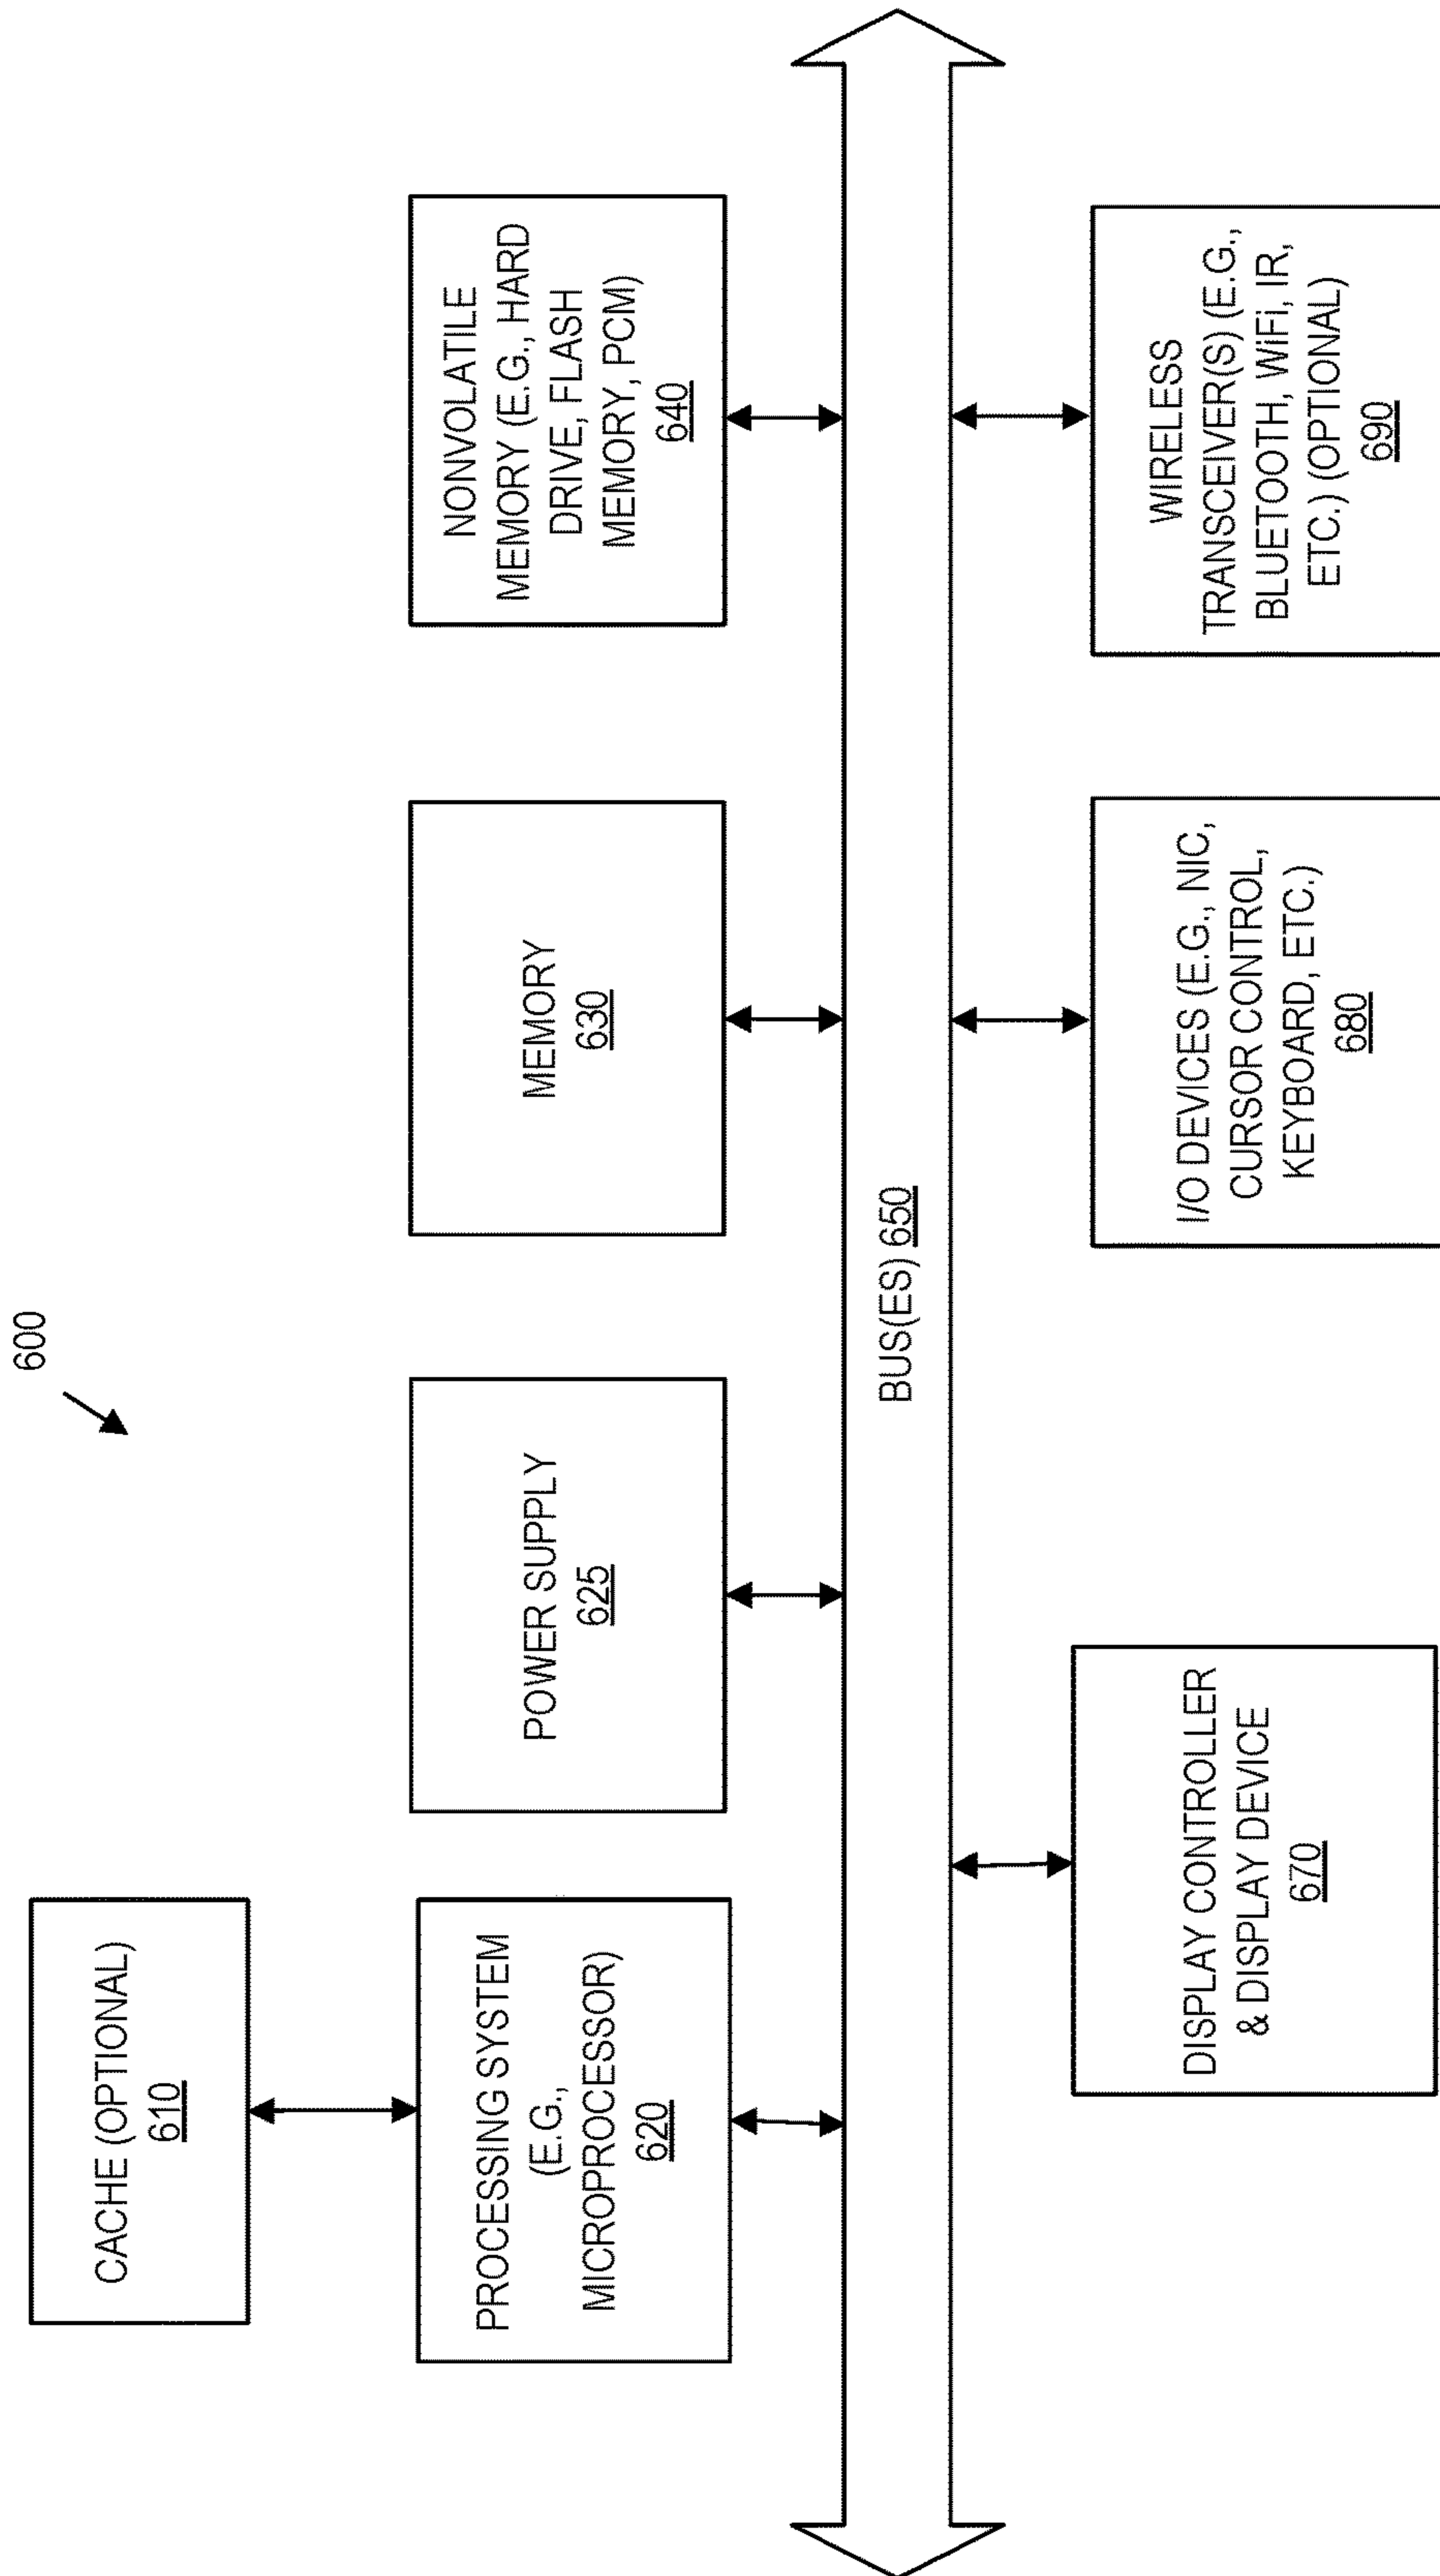 600
CACHE (OPTIONAL)
610
PROCESSING SYSTEM
(E.G.,
MICROPROCESSOR)
620
POWER SUPPLY
625
MEMORY
630
NONVOLATILE
MEMORY (E.G., HARD
DRIVE, FLASH
MEMORY, PCM)
640
BUS(ES) 650
DISPLAY CONTROLLER
& DISPLAY DEVICE
670
I/O DEVICES (E.G., NIC,
CURSOR CONTROL,
KEYBOARD, ETC.)
680
WIRELESS
TRANSCEIVER(S) (E.G.,
BLUETOOTH, WiFi, IR,
ETC.) (OPTIONAL)
690